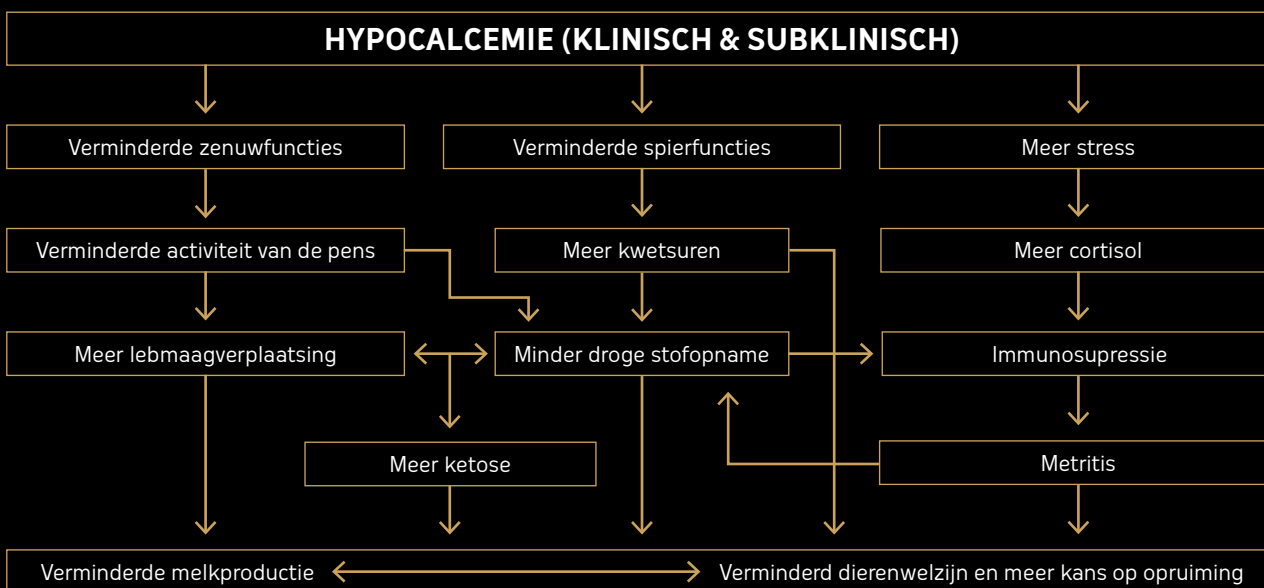 HYPOCALCEMIE (KLINISCH & SUBKLINISCH)
Verminderde zenuwfuncties
Verminderde spierfuncties
Meer stress
Verminderde activiteit van de pens
Meer kwetsuren
Meer cortisol
Meer lebmaagverplaatsing
Minder droge stofopname
Immunosupressie
Meer ketose
Metritis
Verminderde melkproductie
Verminderd dierenwelzijn en meer kans op opruiming